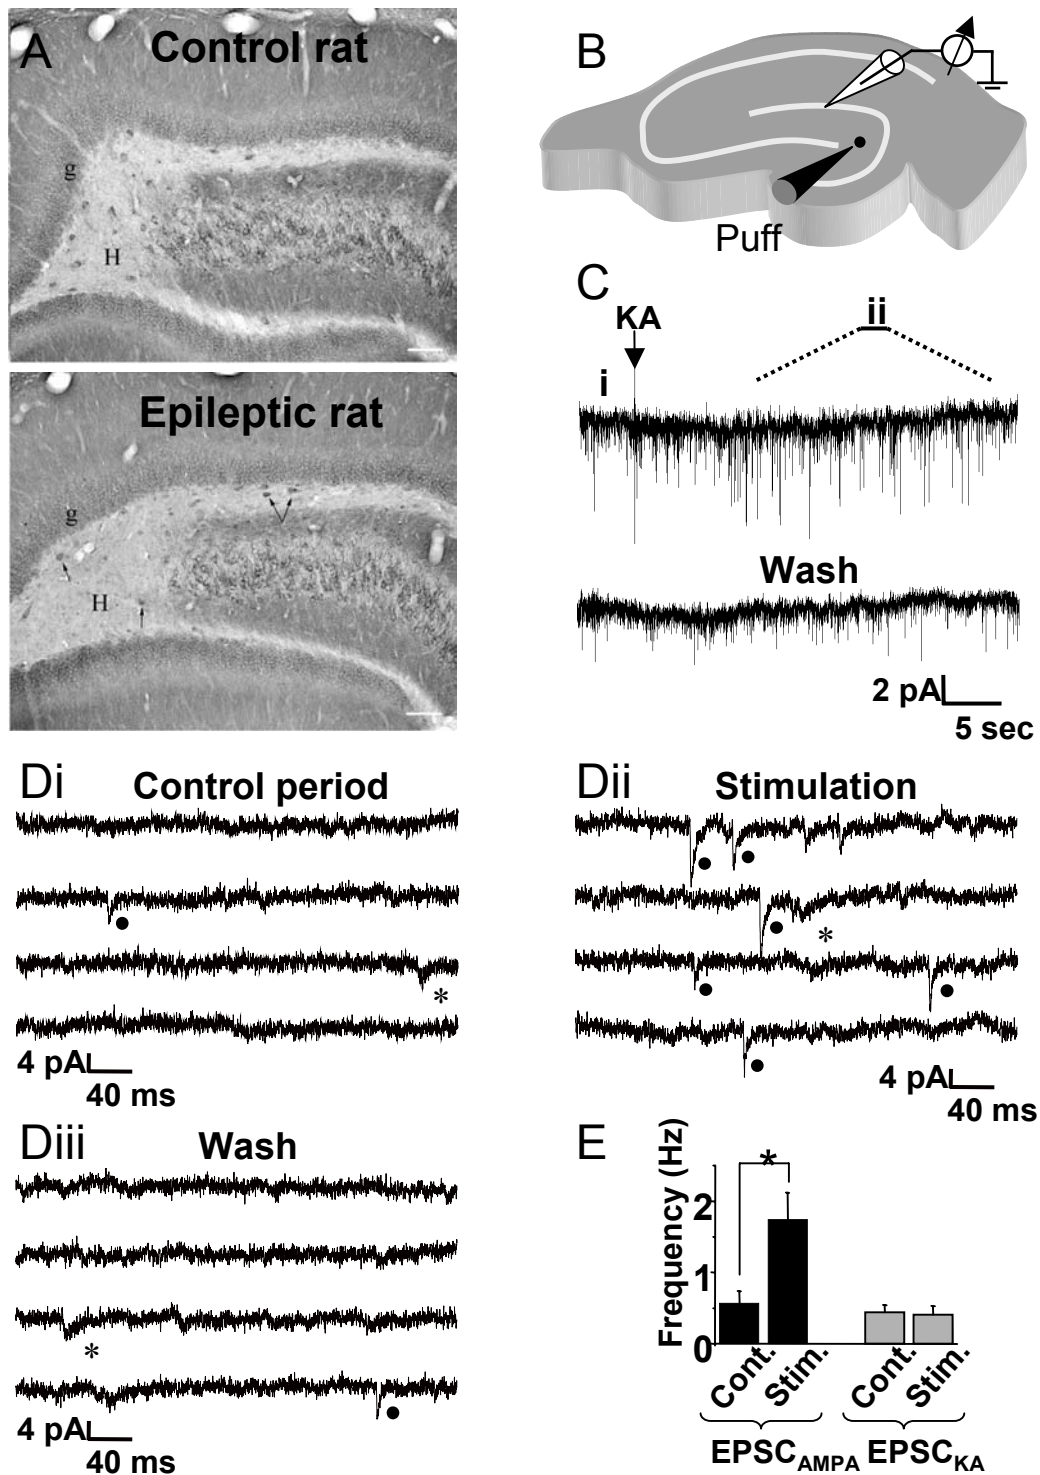 A
Control rat
g
H
Epileptic rat
g
H
B
Puff
C
KA
i
ii
Wash
2 pA
5 sec
Di
Control period
●
●
*
4 pA
40 ms
Dii
Stimulation
● ●
● *
● ●
●
4 pA
40 ms
Diii
Wash
*
●
4 pA
40 ms
E
Frequency (Hz)
2
1
0
*
Cont.
Stim.
Cont.
Stim.
EPSCAMPA
EPSCKA